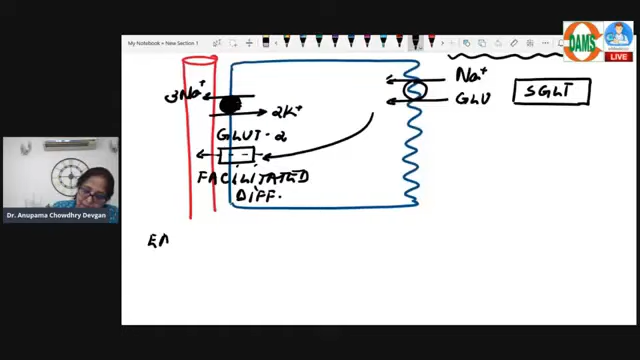 My Notebook » New Section 1
DAMS
LIVE
3Na⁺
2K⁺
Na⁺
GLU
SGLT
GLUT-2
FACILITATED
DIFF.
Dr. Anupama Chowdhry Devgan
EN